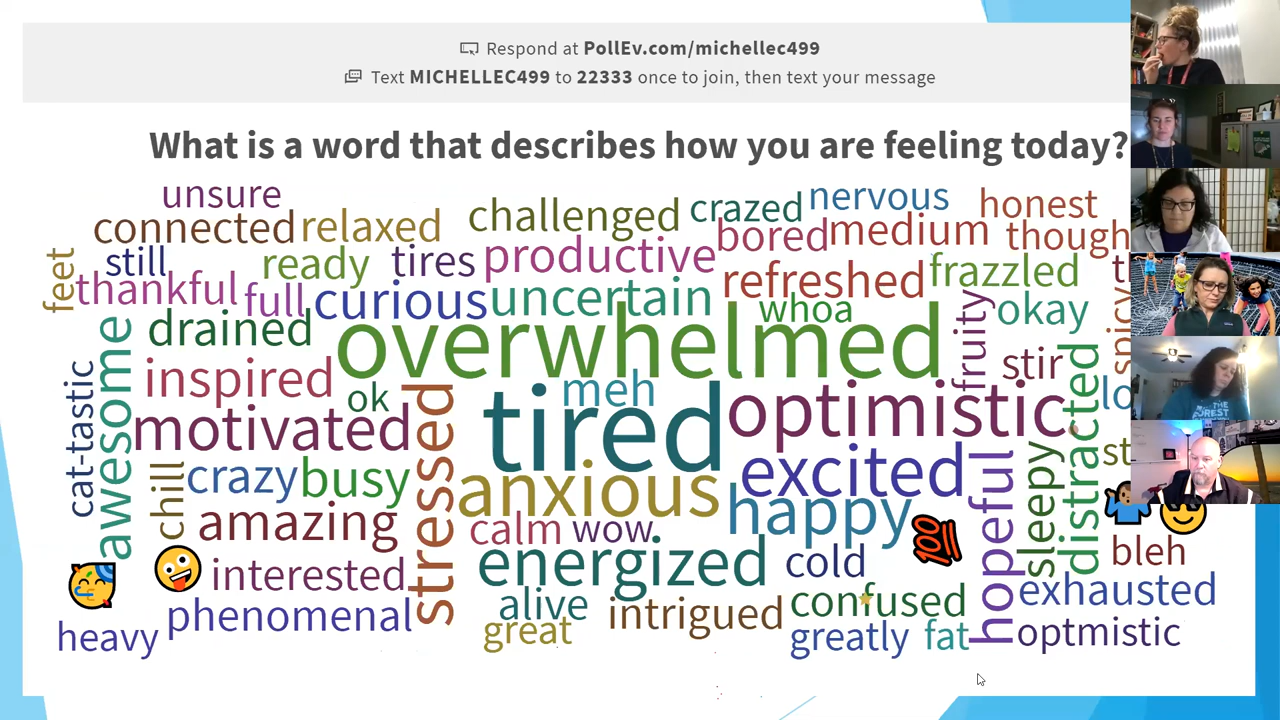 Respond at PollEv.com/michellec499
Text MICHELLEC499 to 22333 once to join, then text your message
What is a word that describes how you are feeling today?
unsure
connected
relaxed
challenged
crazed
nervous
honest
bored
medium
though
feet
still
ready
tires
productive
refreshed
frazzled
thankful
full
curious
uncertain
whoa
okay
spicy
drained
overwhelmed
fruity
stir
awesome
inspired
ok
meh
cat-tastic
motivated
stressed
tired
optimistic
lo
distracted
chill
crazy
busy
anxious
excited
hopeful
sleepy
st
amazing
calm
wow
happy
💯
bleh
interested
energized
cold
exhausted
phenomenal
alive
intrigued
confused
heavy
great
greatly
fat
optmistic